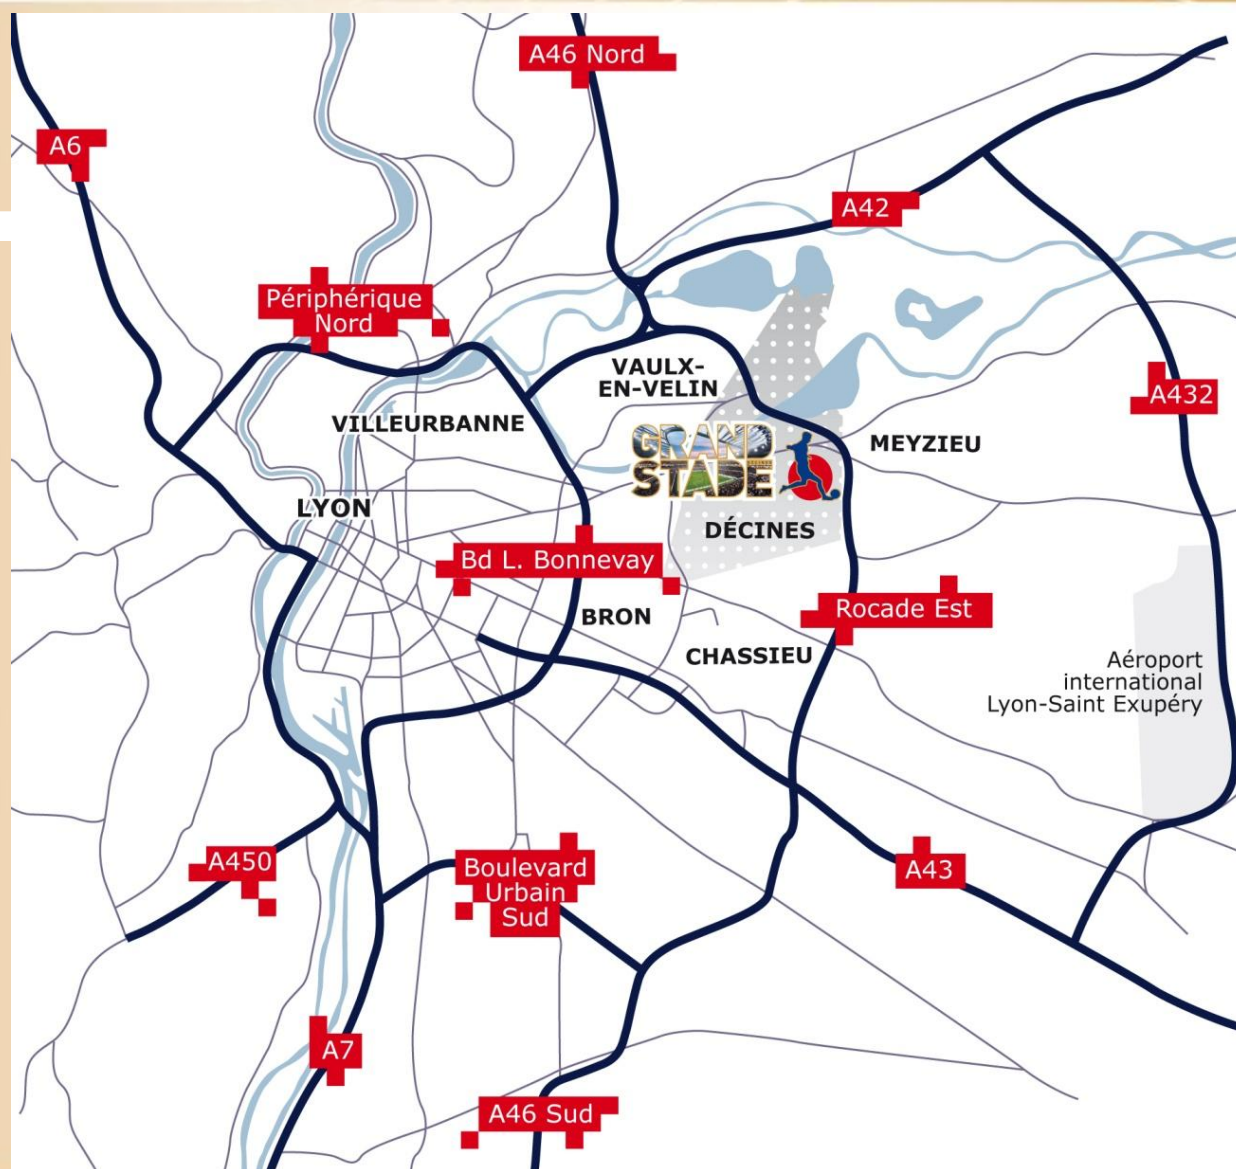 A46 Nord
A6
A42
Périphérique
Nord
VAULX-
EN-VELIN
A432
VILLEURBANNE
GRAND
STADE
MEYZIEU
LYON
DÉCINES
Bd L. Bonnevay
BRON
Rocade Est
CHASSIEU
Aéroport
international
Lyon-Saint Exupéry
A450
Boulevard
Urbain
Sud
A43
A7
A46 Sud